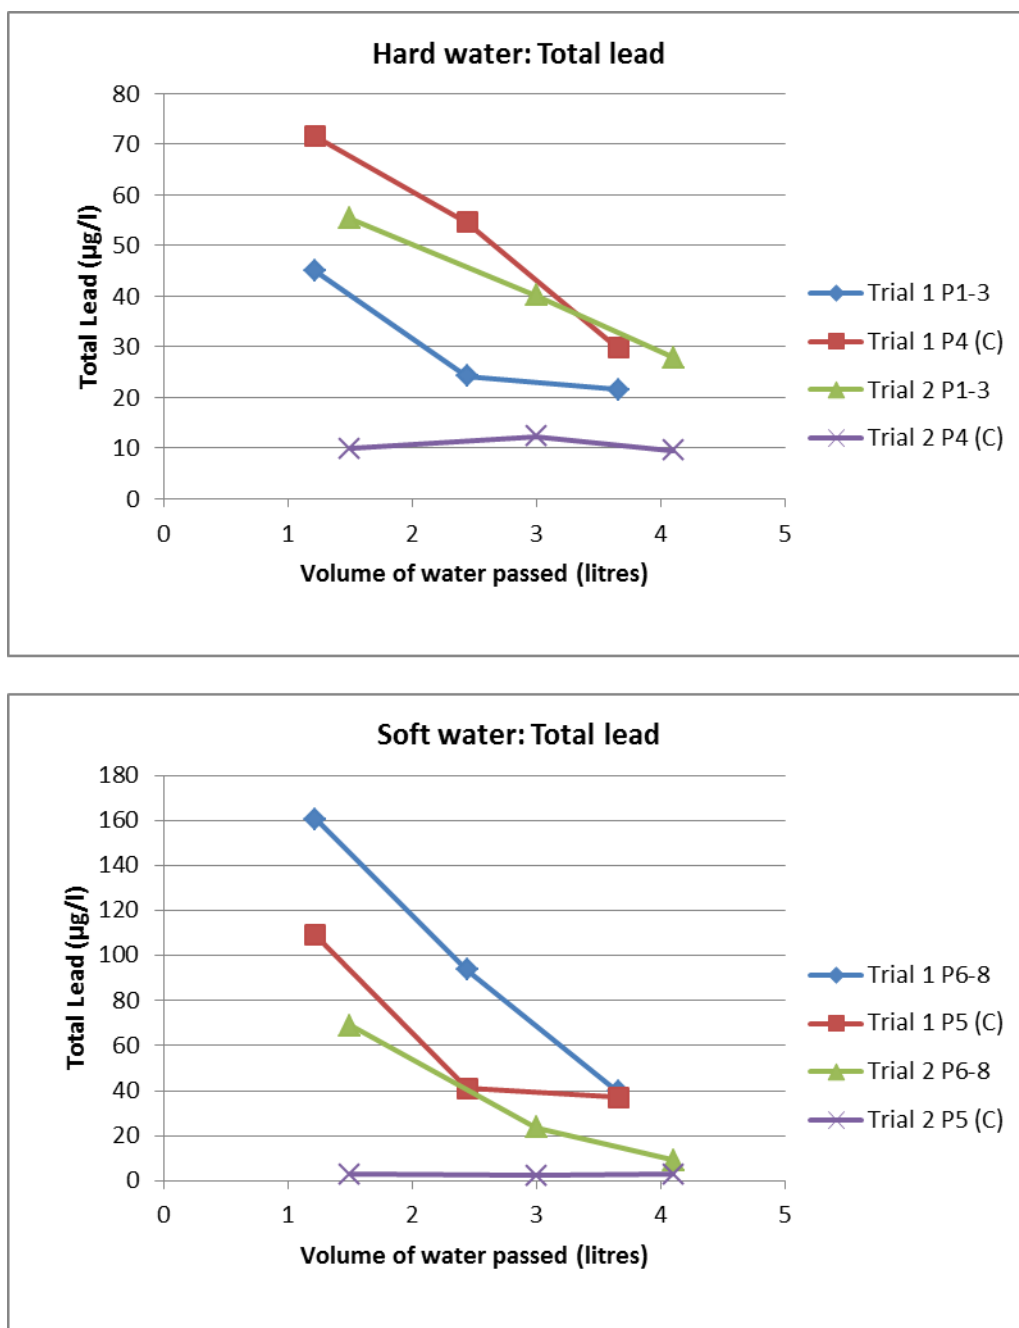 Hard water: Total lead
80
70
60
50
40
30
20
10
0
Total Lead (µg/l)
0 1 2 3 4 5
Volume of water passed (litres)
Trial 1 P1-3
Trial 1 P4 (C)
Trial 2 P1-3
Trial 2 P4 (C)
Soft water: Total lead
180
160
140
120
100
80
60
40
20
0
Total Lead (µg/l)
0 1 2 3 4 5
Volume of water passed (litres)
Trial 1 P6-8
Trial 1 P5 (C)
Trial 2 P6-8
Trial 2 P5 (C)